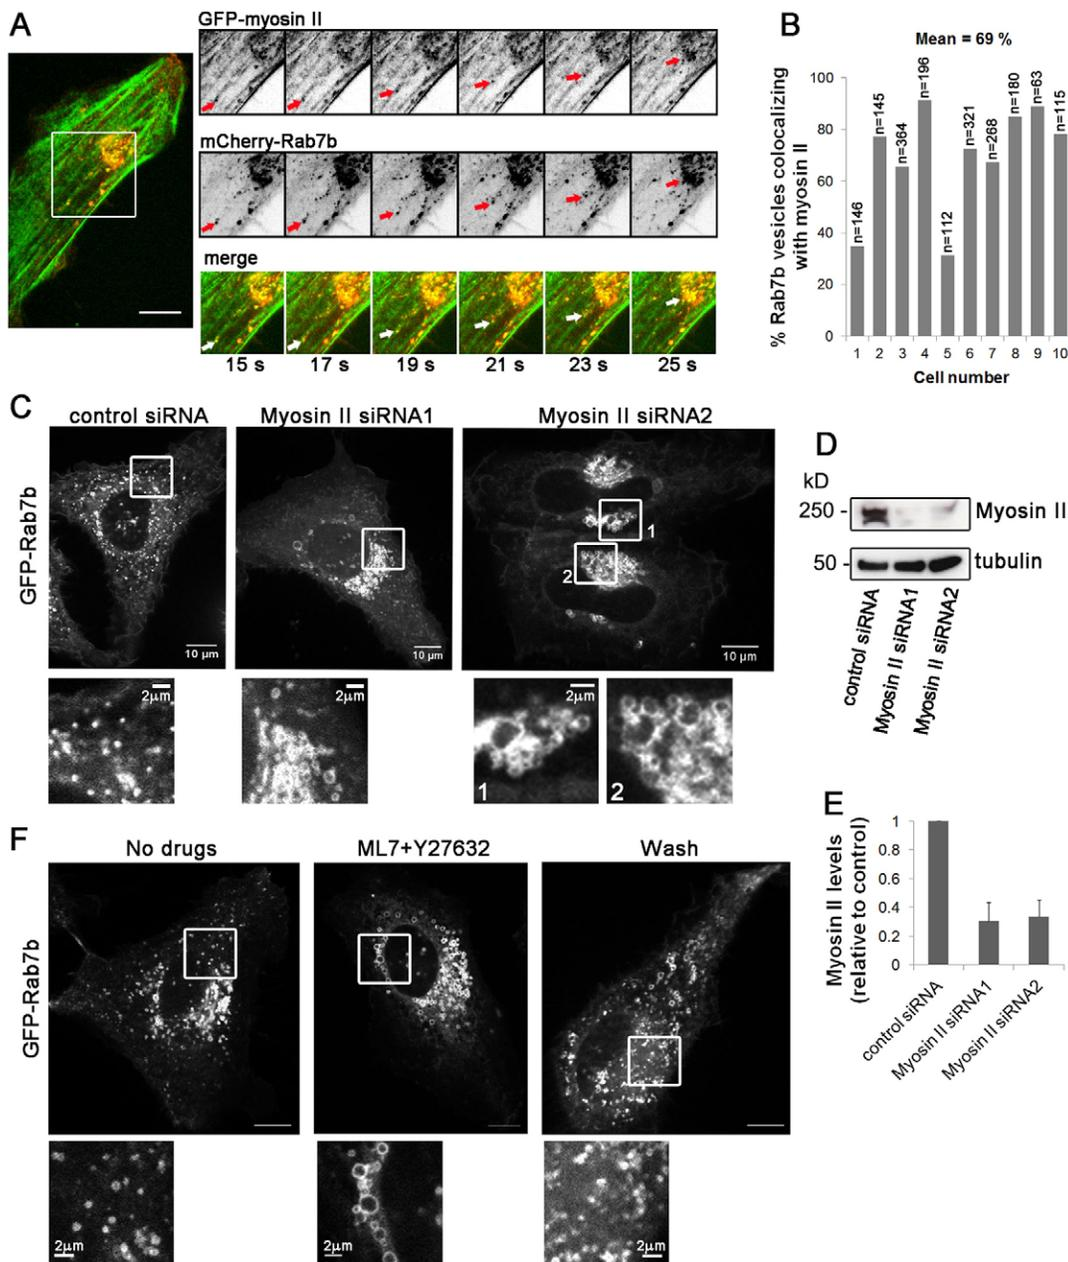 A
GFP-myosin II
mCherry-Rab7b
merge
15 s 17 s 19 s 21 s 23 s 25 s
B
Mean = 69 %
% Rab7b vesicles colocalizing
with myosin II
100
80
60
40
20
0
n=146
n=145
n=364
n=196
n=112
n=321
n=268
n=180
n=63
n=115
1 2 3 4 5 6 7 8 9 10
Cell number
C
control siRNA Myosin II siRNA1 Myosin II siRNA2
GFP-Rab7b
1
2
10 µm 10 µm 10 µm
2µm 2µm 2µm
1 2
D
kD
250 - Myosin II
50 - tubulin
control siRNA
Myosin II siRNA1
Myosin II siRNA2
E
Myosin II levels
(relative to control)
1
0.8
0.6
0.4
0.2
0
control siRNA
Myosin II siRNA1
Myosin II siRNA2
F
No drugs ML7+Y27632 Wash
GFP-Rab7b
2µm 2µm 2µm